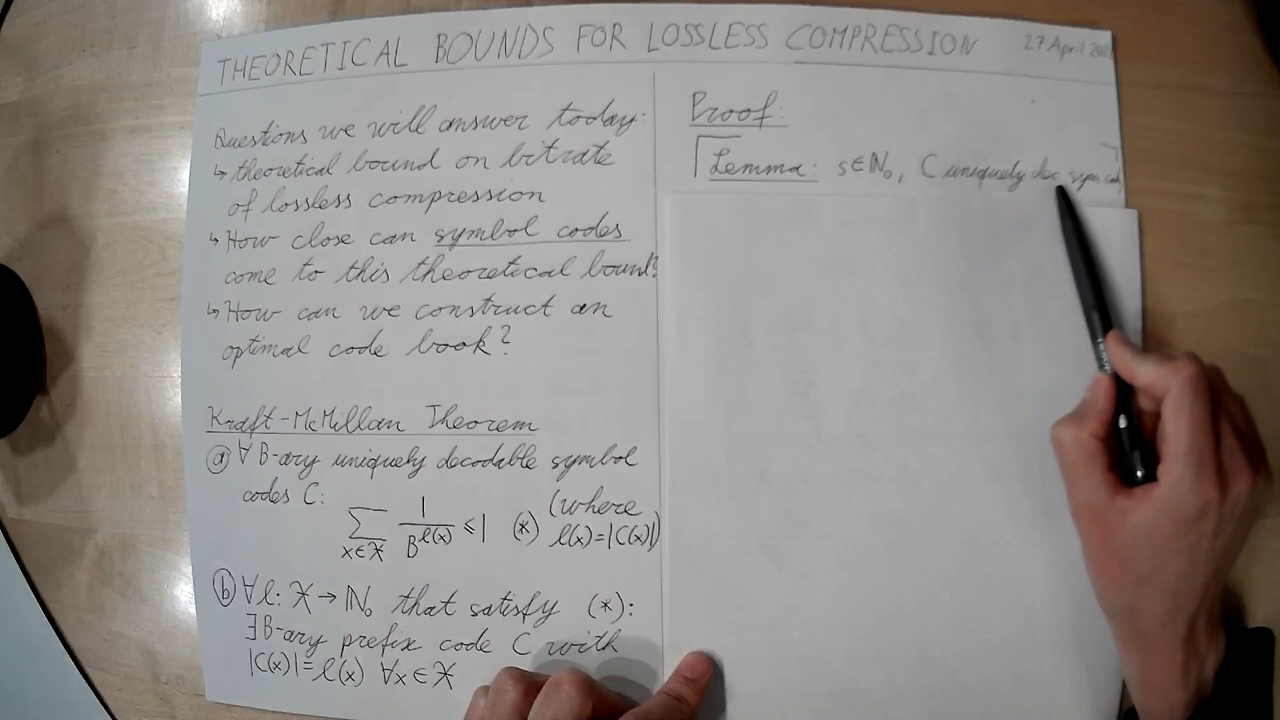 THEORETICAL BOUNDS FOR LOSSLESS COMPRESSION
27 April
Questions we will answer today:
↳ theoretical bound on bitrate
of lossless compression
↳ How close can symbol codes
come to this theoretical bound?
↳ How can we construct an
optimal code book?
Kraft-McMillan Theorem
ⓐ ∀ B-ary uniquely decodable symbol
codes C:
∑_{x∈𝒳} 1/B^{ℓ(x)} ≤ 1 (*) (where ℓ(x)=|C(x)|)
ⓑ ∀ℓ: 𝒳 → ℕ₀ that satisfy (*):
∃ B-ary prefix code C with
|C(x)| = ℓ(x) ∀x ∈ 𝒳
Proof:
Lemma: s∈ℕ₀, C uniquely dec